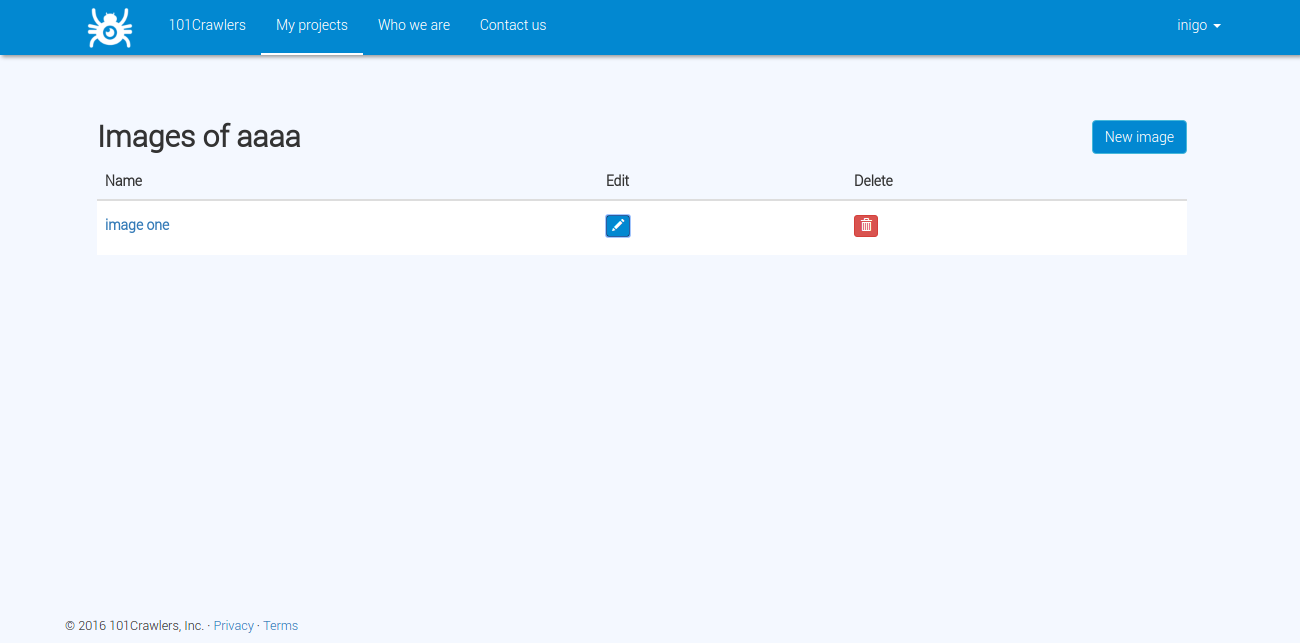 101Crawlers My projects Who we are Contact us inigo
Images of aaaa New image
Name Edit Delete
image one
© 2016 101Crawlers, Inc. · Privacy · Terms